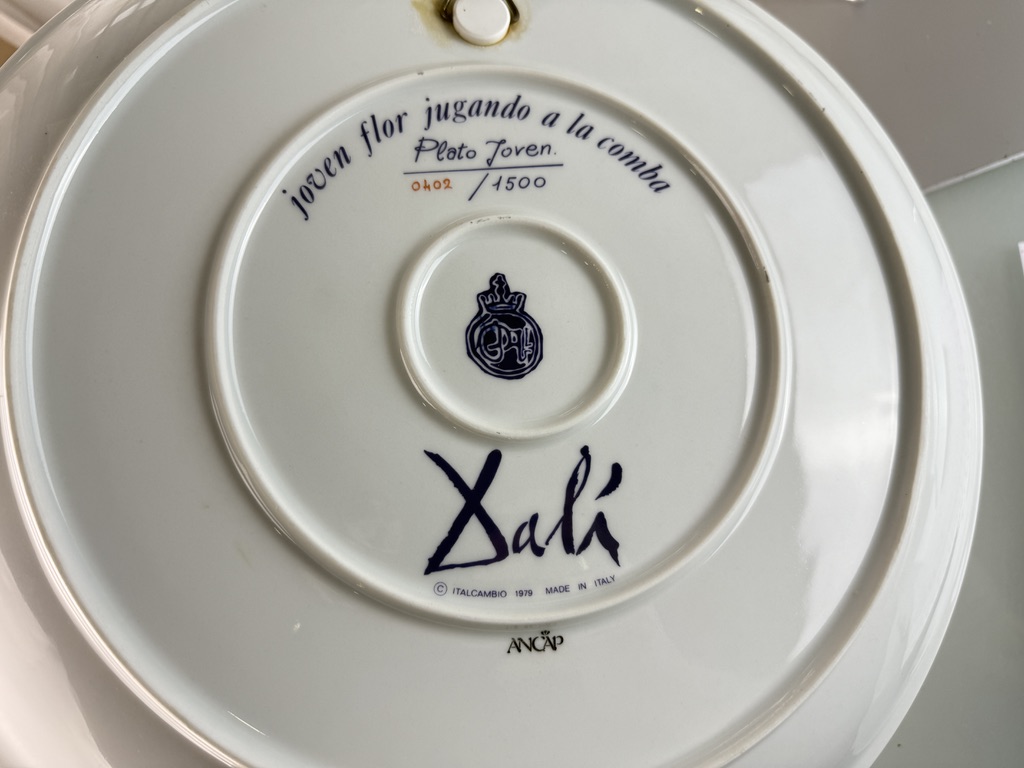 joven flor jugando a la comba
Plato Joven.
0402 / 1500
Dalí
© ITALCAMBIO 1979 MADE IN ITALY
ANCAP